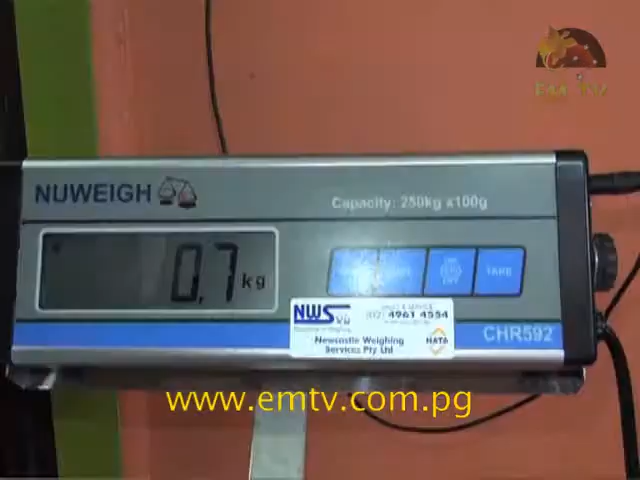 NUWEIGH
Capacity: 250kg x100g
0.7 kg
TARE
NWS
4961 4554
Newcastle Weighing
Services Pty Ltd
NATA
CHR592
www.emtv.com.pg